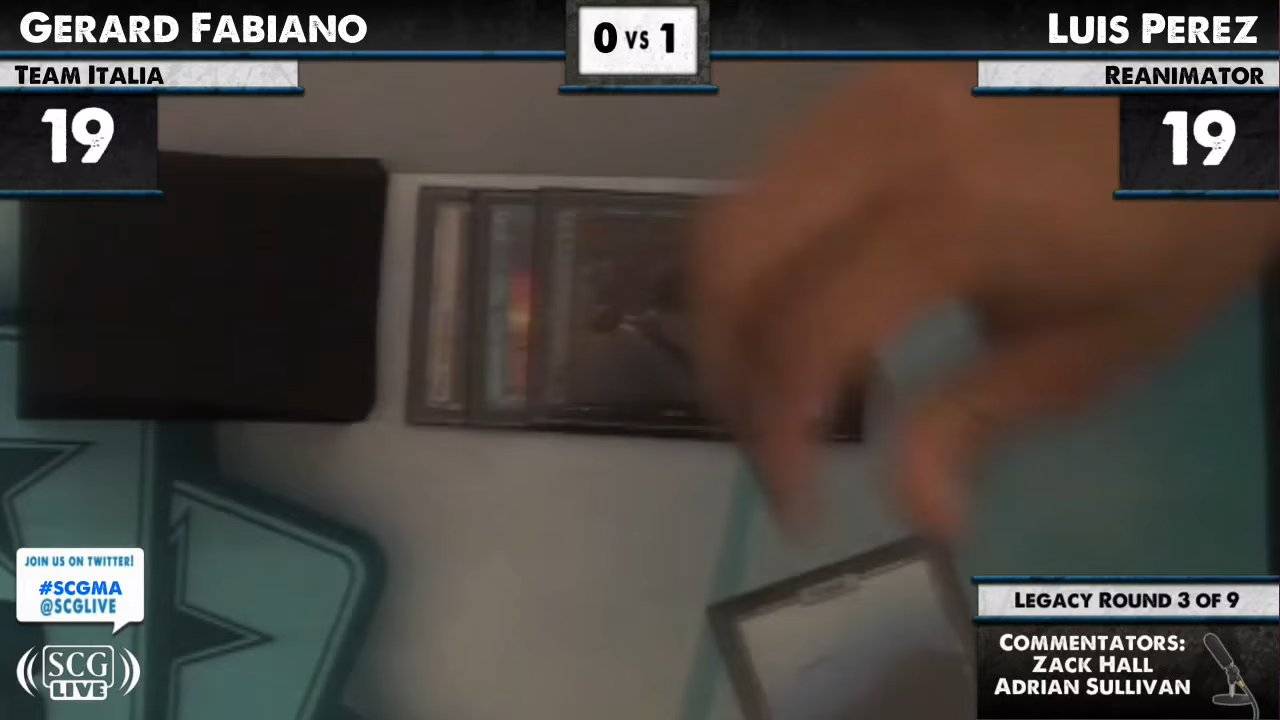 GERARD FABIANO
0 VS 1
LUIS PEREZ
TEAM ITALIA
REANIMATOR
19
19
JOIN US ON TWITTER!
#SCGMA
@SCGLIVE
SCG
LIVE
LEGACY ROUND 3 OF 9
COMMENTATORS:
ZACK HALL
ADRIAN SULLIVAN